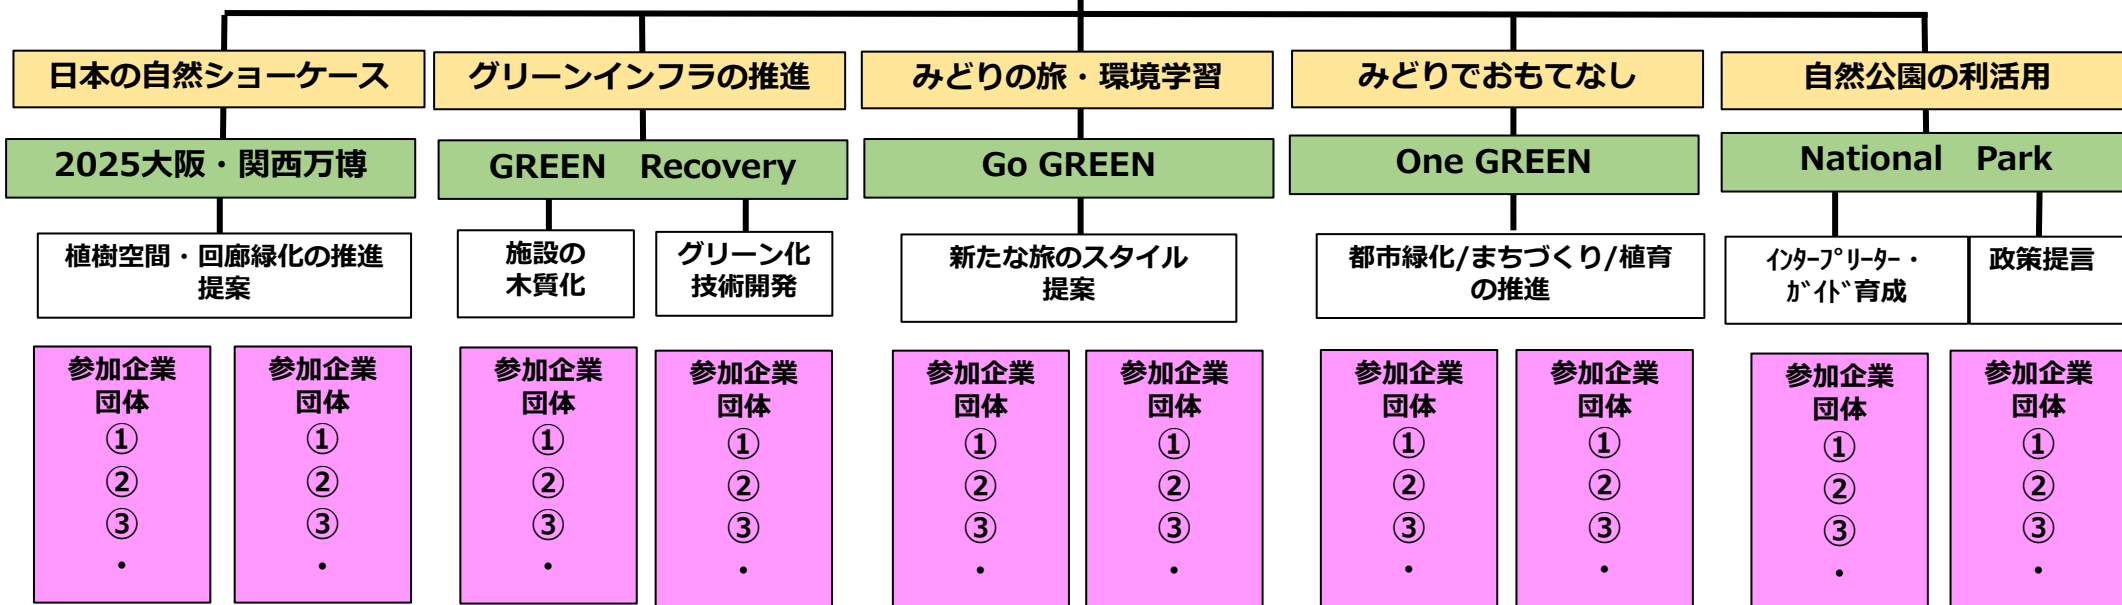 日本の自然ショーケース
グリーンインフラの推進
みどりの旅・環境学習
みどりでおもてなし
自然公園の利活用
2025大阪・関西万博
GREEN　Recovery
Go GREEN
One GREEN
National　Park
植樹空間・回廊緑化の推進
提案
施設の
木質化
グリーン化
技術開発
新たな旅のスタイル
提案
都市緑化/まちづくり/植育
の推進
ｲﾝﾀｰﾌﾟﾘｰﾀｰ・
ｶﾞｲﾄﾞ育成
政策提言
参加企業
団体
①
②
③
・
参加企業
団体
①
②
③
・
参加企業
団体
①
②
③
・
参加企業
団体
①
②
③
・
参加企業
団体
①
②
③
・
参加企業
団体
①
②
③
・
参加企業
団体
①
②
③
・
参加企業
団体
①
②
③
・
参加企業
団体
①
②
③
・
参加企業
団体
①
②
③
・